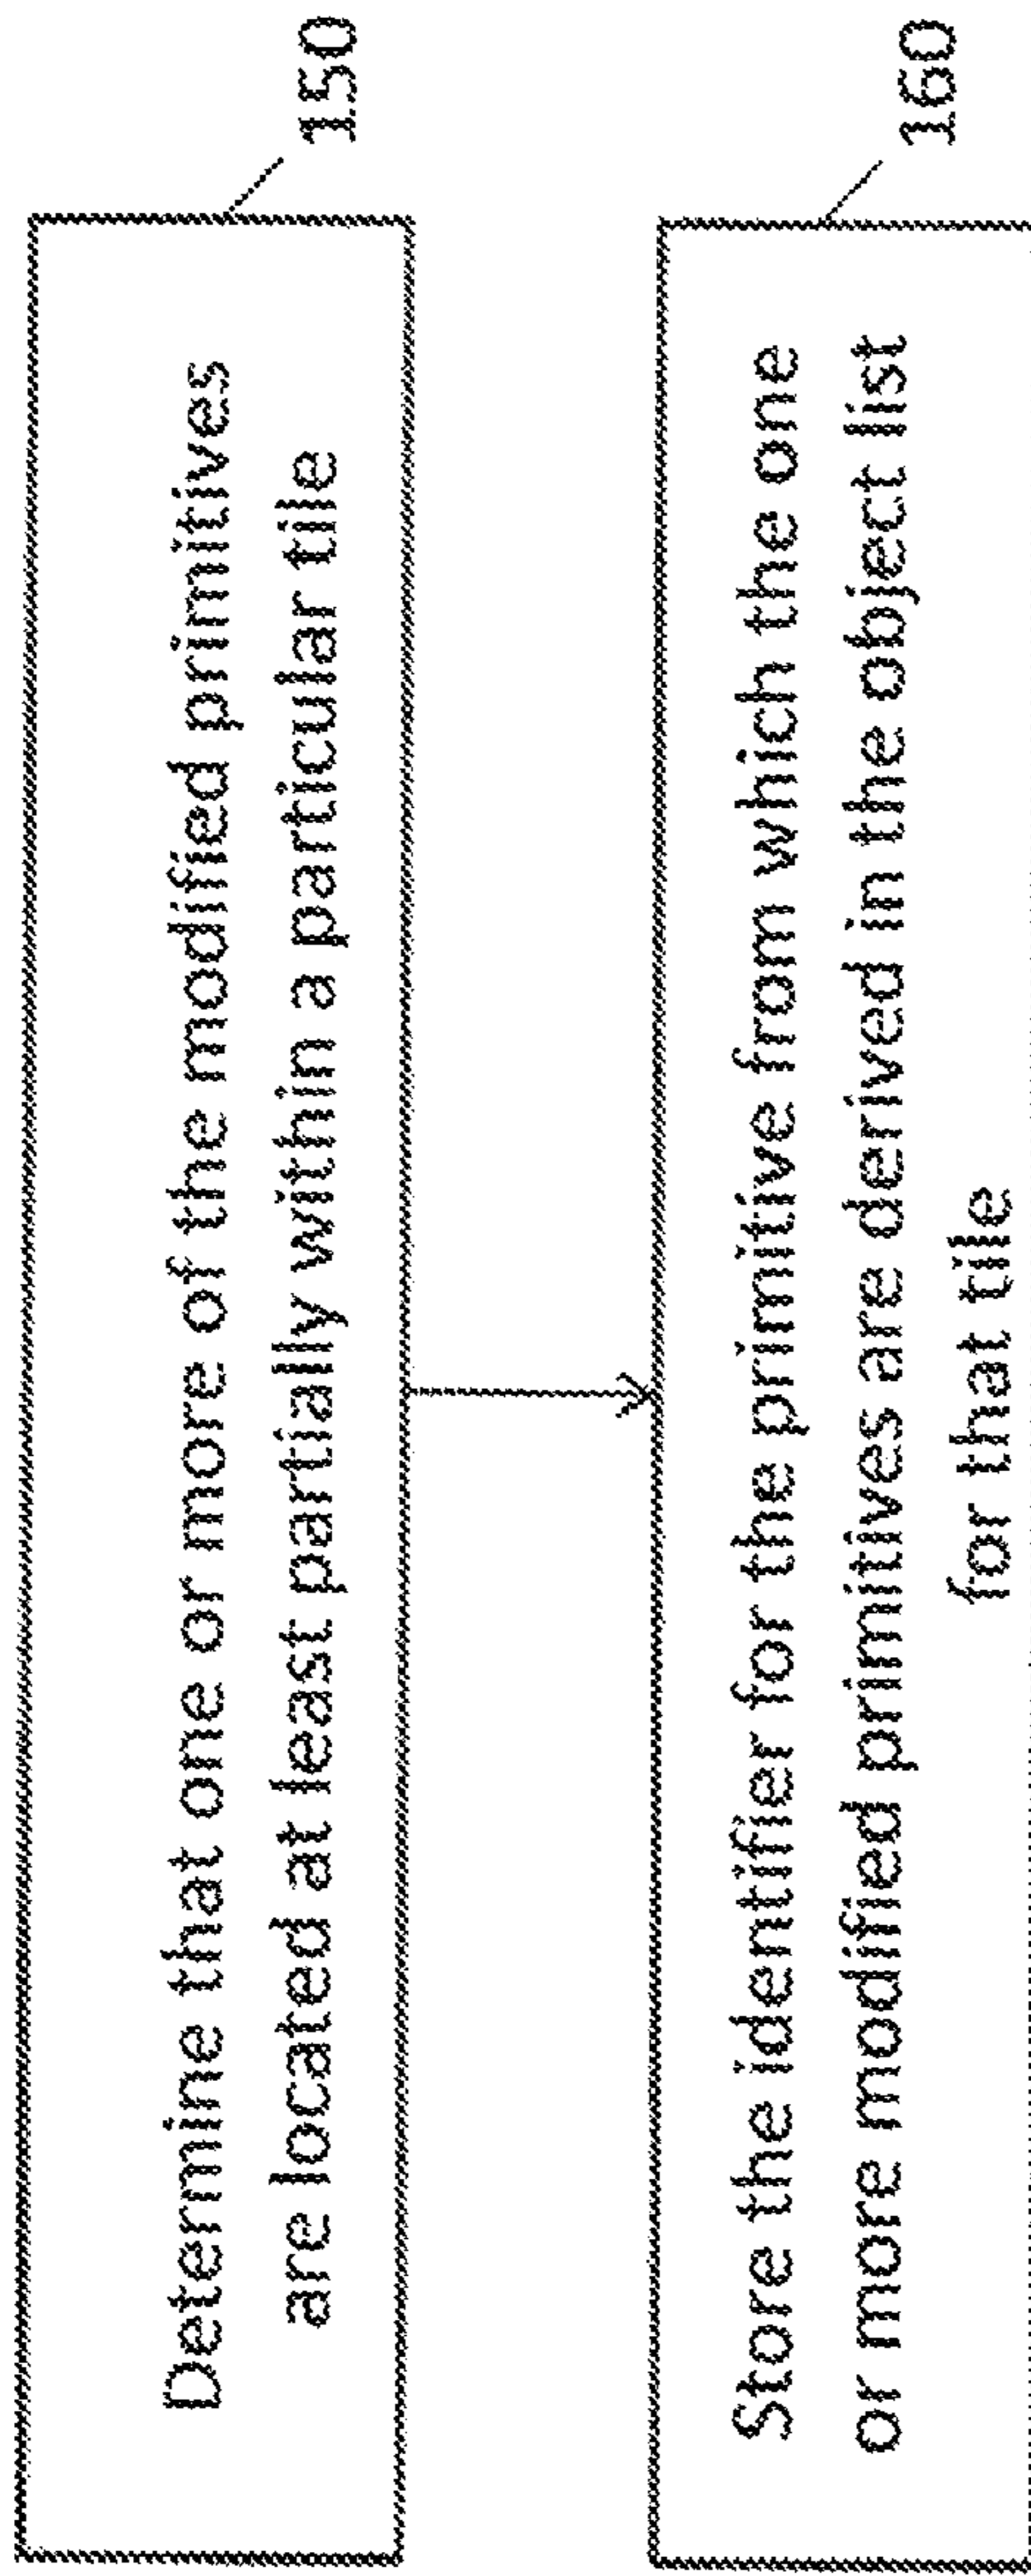 Determine that one or more of the modified primitives
are located at least partially within a particular tile
150
Store the identifier for the primitive from which the one
or more modified primitives are derived in the object list
for that tile
160